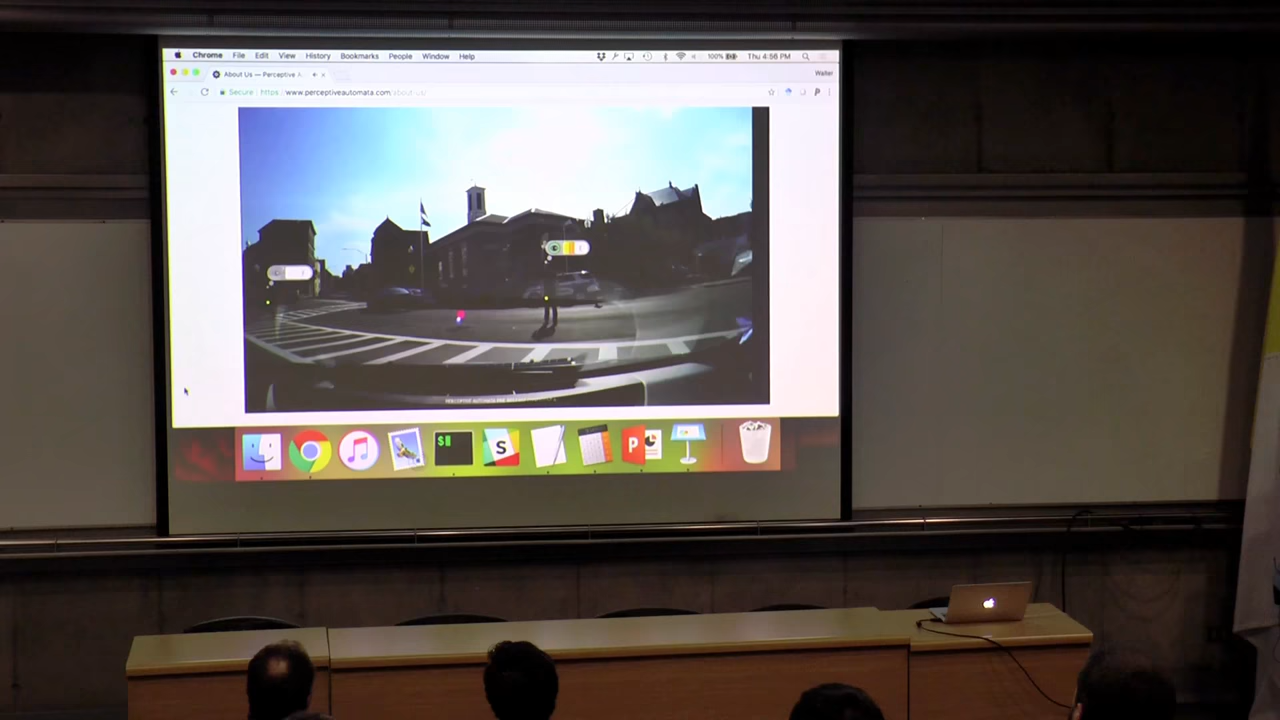 Chrome File Edit View History Bookmarks People Window Help 100% Thu 4:56 PM
About Us — Perceptive A Walter
Secure https://www.perceptiveautomata.com/about-us/
$
S
P